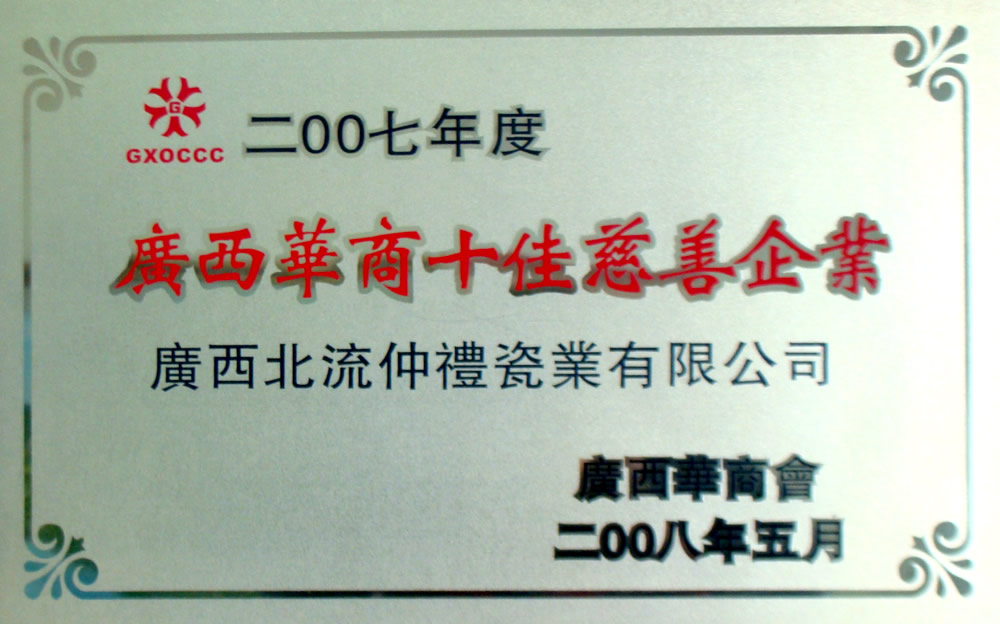 G
GXOCCC
二00七年度
廣西華商十佳慈善企業
廣西北流仲禮瓷業有限公司
廣西華商會
二00八年五月